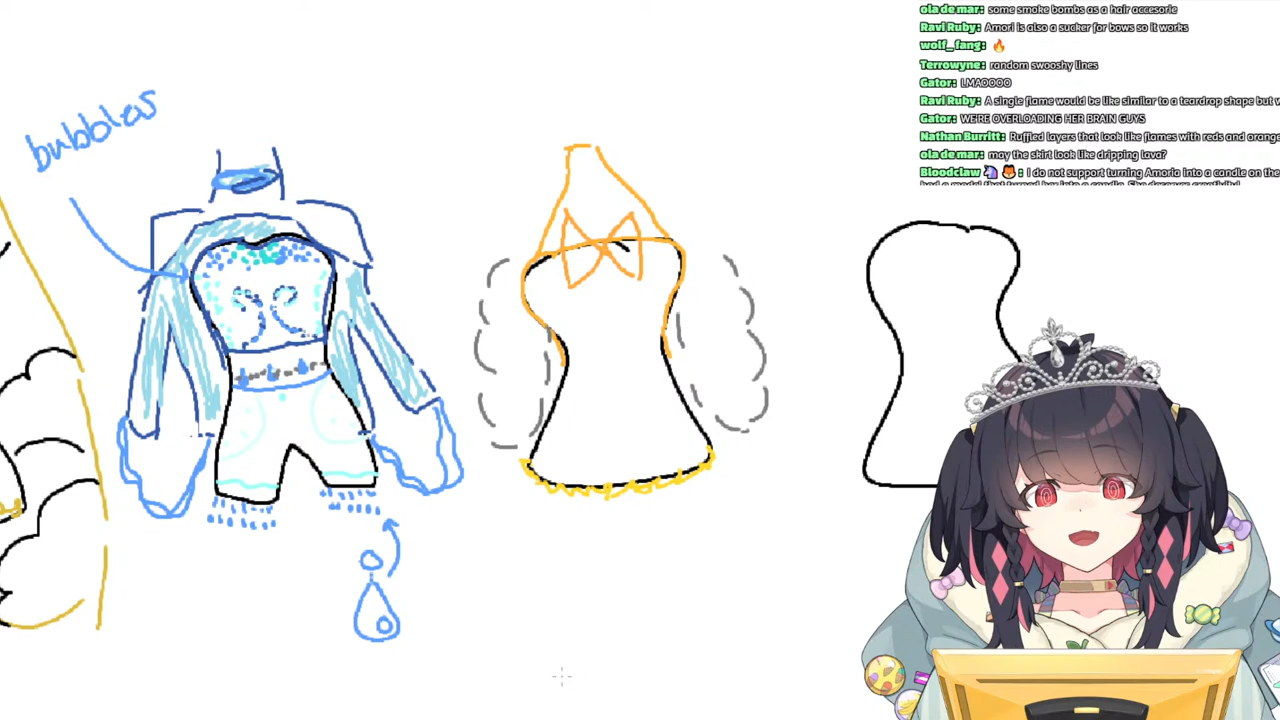 bubbles
ola de mar: some smoke bombs as a hair accesorie
Ravi Ruby: Amori is also a sucker for bows so it works
wolf_fang: 🔥
Terrowyne: random swooshy lines
Gator: LMAOOOO
Ravi Ruby: A single flame would be like similar to a teardrop shape but w
Gator: WE'RE OVERLOADING HER BRAIN GUYS
Nathan Burritt: Ruffled layers that look like flames with reds and orange
ola de mar: may the skirt look like dripping lava?
Bloodclaw 🦄 🦊: I do not support turning Amorio into a candle on the